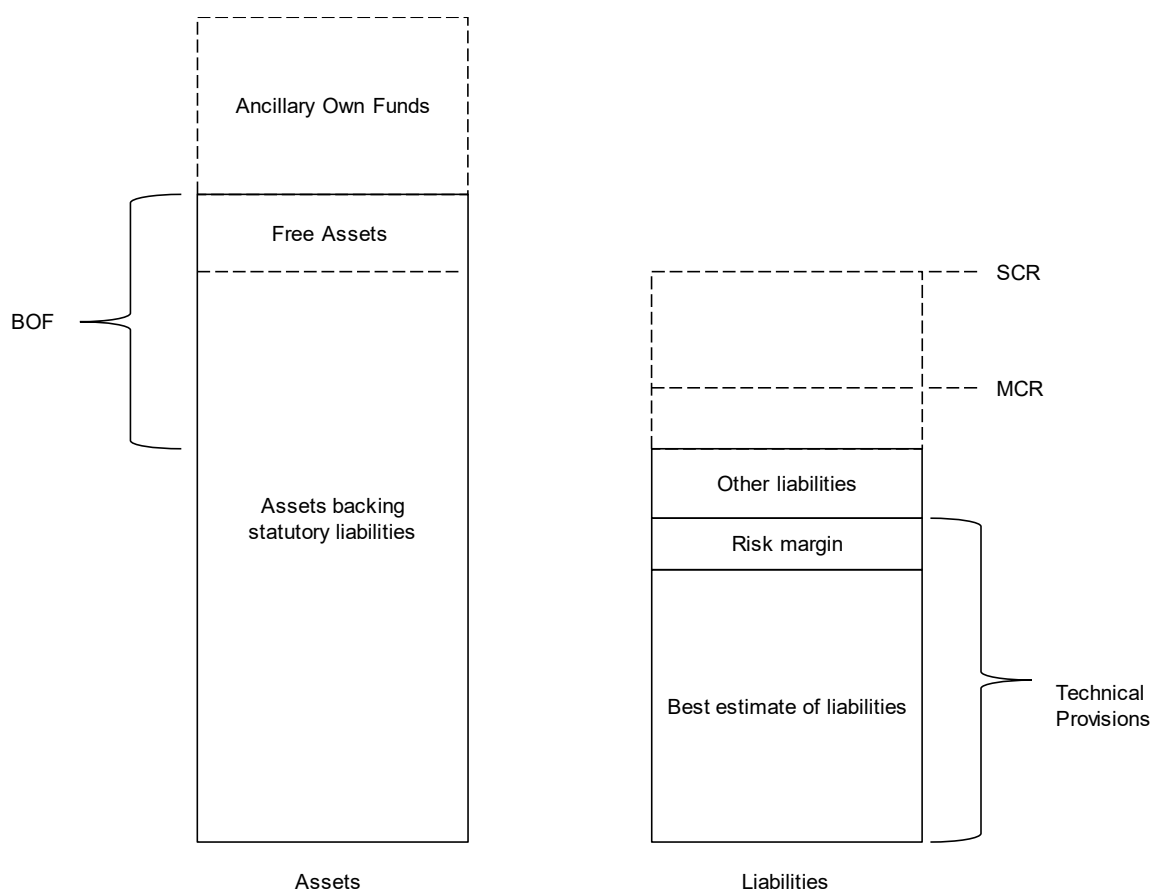 Ancillary Own Funds
Free Assets
BOF
Assets backing
statutory liabilities
Assets
SCR
MCR
Other liabilities
Risk margin
Best estimate of liabilities
Technical
Provisions
Liabilities